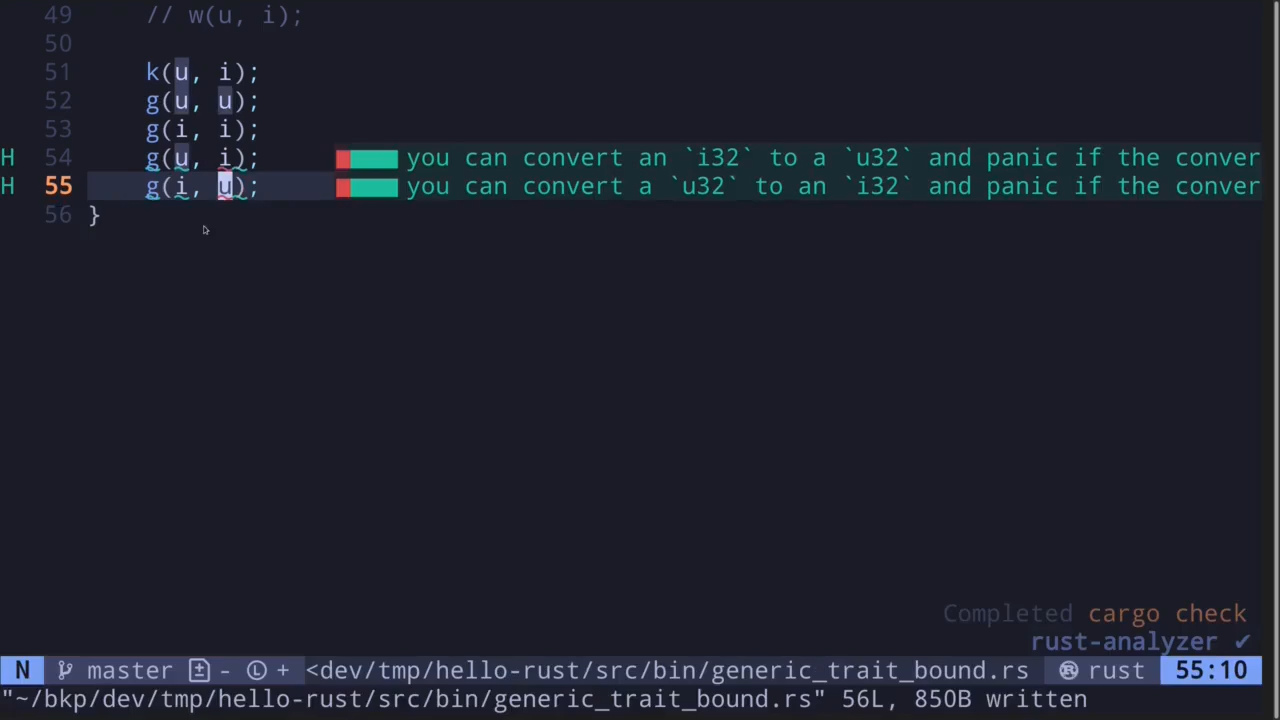 49 // w(u, i);
50
51 k(u, i);
52 g(u, u);
53 g(i, i);
H 54 g(u, i); you can convert an `i32` to a `u32` and panic if the conver
H 55 g(i, u); you can convert a `u32` to an `i32` and panic if the conver
56 }
Completed cargo check
rust-analyzer ✔
N master - Ⓛ + <dev/tmp/hello-rust/src/bin/generic_trait_bound.rs rust 55:10
"~/bkp/dev/tmp/hello-rust/src/bin/generic_trait_bound.rs" 56L, 850B written